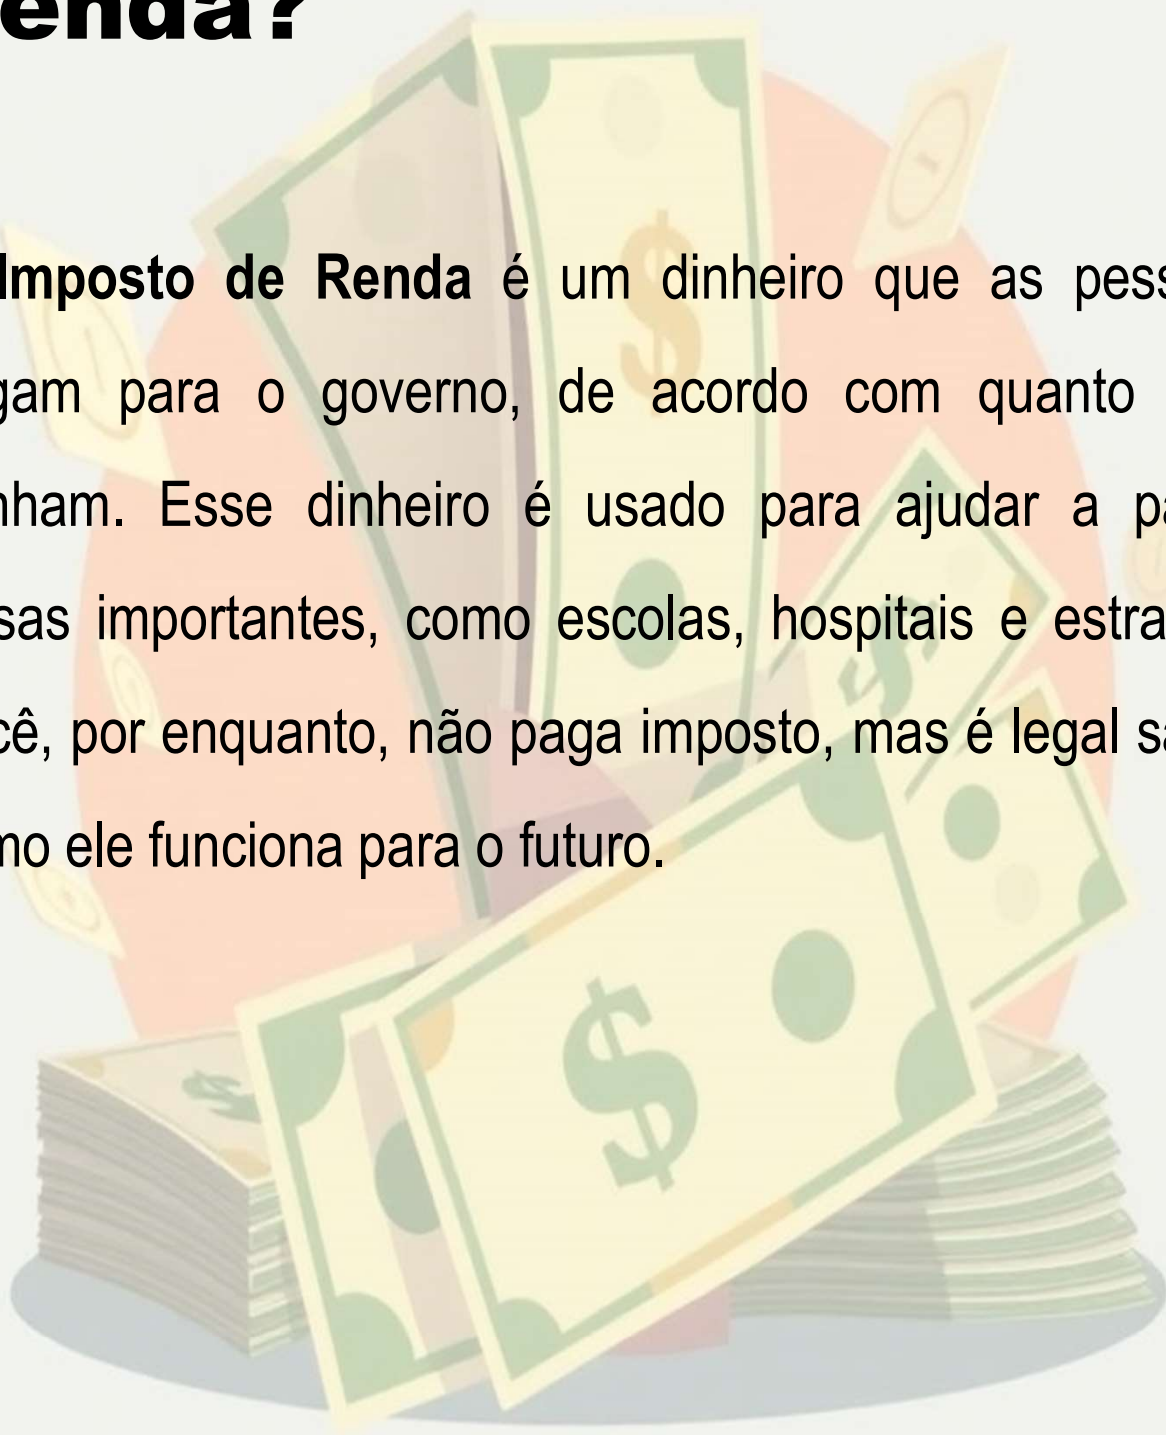 enda?
Imposto de Renda é um dinheiro que as pess
gam para o governo, de acordo com quanto
nham. Esse dinheiro é usado para ajudar a pa
sas importantes, como escolas, hospitais e estra
cê, por enquanto, não paga imposto, mas é legal sa
mo ele funciona para o futuro.